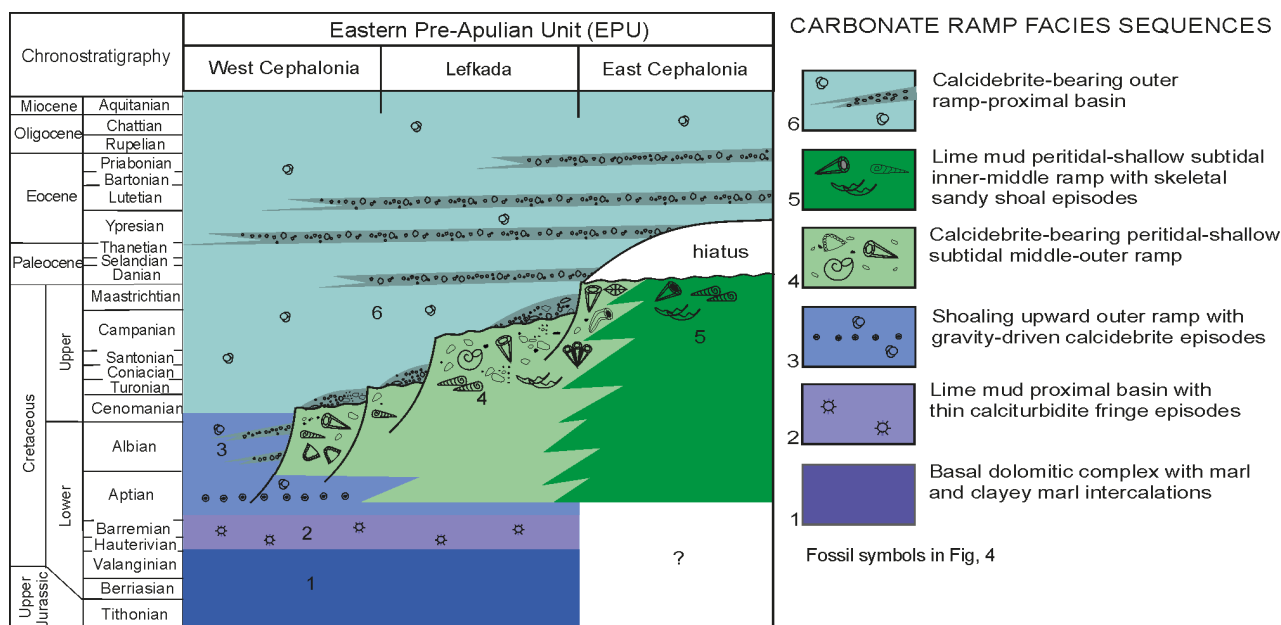 Eastern Pre-Apulian Unit (EPU)
Chronostratigraphy
West Cephalonia
Lefkada
East Cephalonia
Miocene
Aquitanian
Oligocene
Chattian
Rupelian
Eocene
Priabonian
Bartonian
Lutetian
Ypresian
Paleocene
Thanetian
Selandian
Danian
Cretaceous
Upper
Maastrichtian
Campanian
Santonian
Coniacian
Turonian
Cenomanian
Lower
Albian
Aptian
Barremian
Hauterivian
Valanginian
Berriasian
Upper
Jurassic
Tithonian
hiatus
6
5
4
3
2
1
?
CARBONATE RAMP FACIES SEQUENCES
6
Calcidebrite-bearing outer
ramp-proximal basin
5
Lime mud peritidal-shallow subtidal
inner-middle ramp with skeletal
sandy shoal episodes
4
Calcidebrite-bearing peritidal-shallow
subtidal middle-outer ramp
3
Shoaling upward outer ramp with
gravity-driven calcidebrite episodes
2
Lime mud proximal basin with
thin calciturbidite fringe episodes
1
Basal dolomitic complex with marl
and clayey marl intercalations
Fossil symbols in Fig, 4